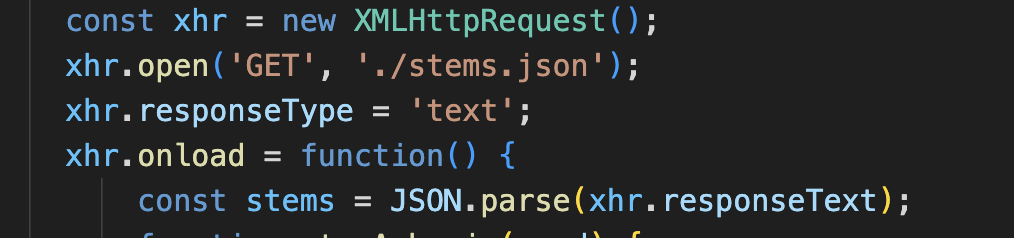 const xhr = new XMLHttpRequest();
xhr.open('GET', './stems.json');
xhr.responseType = 'text';
xhr.onload = function() {
const stems = JSON.parse(xhr.responseText);